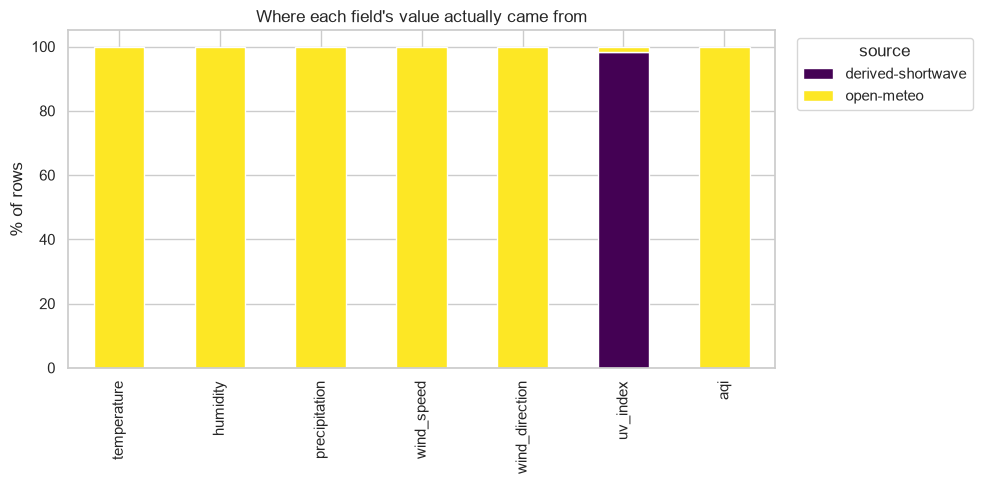 Where each field's value actually came from
source
derived-shortwave
open-meteo
% of rows
100
80
60
40
20
0
temperature
humidity
precipitation
wind_speed
wind_direction
uv_index
aqi